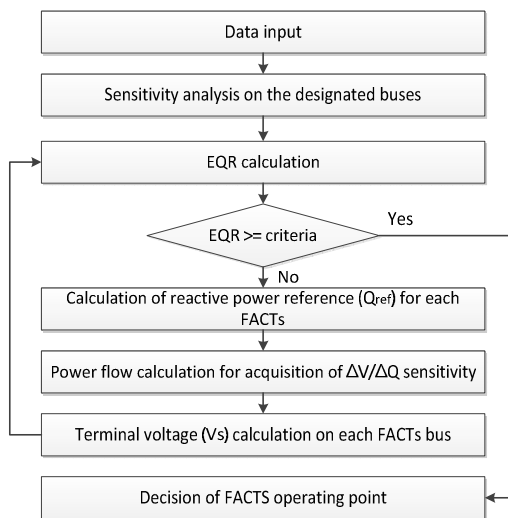 Data input
Sensitivity analysis on the designated buses
EQR calculation
EQR >= criteria
Yes
No
Calculation of reactive power reference (Qref) for each
FACTs
Power flow calculation for acquisition of ΔV/ΔQ sensitivity
Terminal voltage (Vs) calculation on each FACTs bus
Decision of FACTS operating point